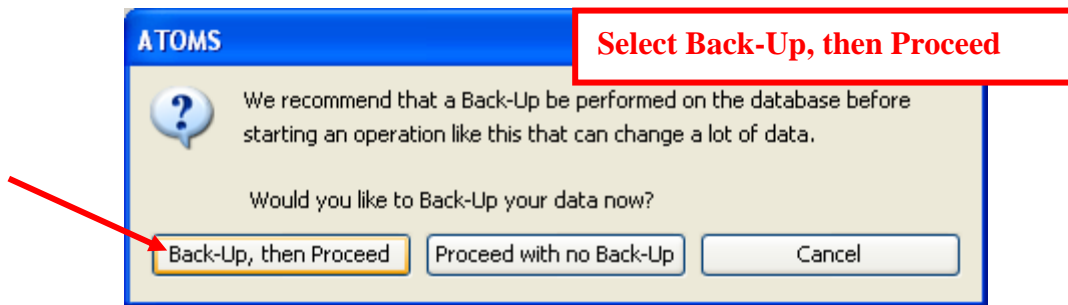 ATOMS
Select Back-Up, then Proceed
We recommend that a Back-Up be performed on the database before
starting an operation like this that can change a lot of data.
Would you like to Back-Up your data now?
Back-Up, then Proceed
Proceed with no Back-Up
Cancel